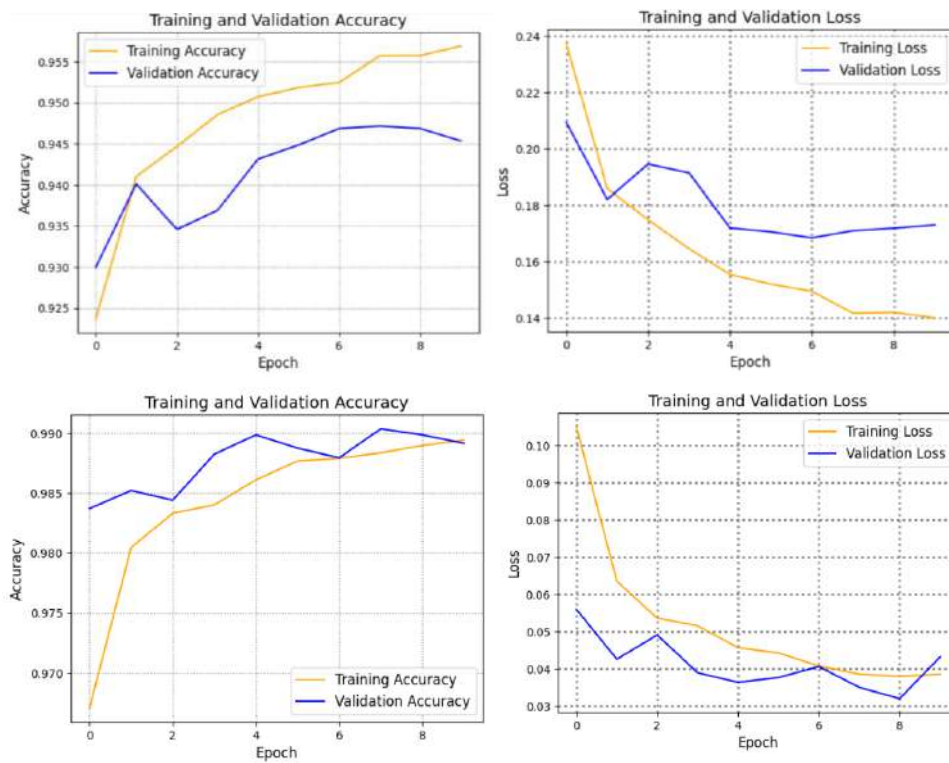 Training and Validation Accuracy
Training Accuracy
Validation Accuracy
0.955
0.950
0.945
0.940
0.935
0.930
0.925
Accuracy
0
2
4
6
8
Epoch
Training and Validation Loss
Training Loss
Validation Loss
0.24
0.22
0.20
0.18
0.16
0.14
Loss
0
2
4
6
8
Epoch
Training and Validation Accuracy
0.990
0.985
0.980
0.975
0.970
Accuracy
Training Accuracy
Validation Accuracy
0
2
4
6
8
Epoch
Training and Validation Loss
Training Loss
Validation Loss
0.10
0.09
0.08
0.07
0.06
0.05
0.04
0.03
Loss
0
2
4
6
8
Epoch